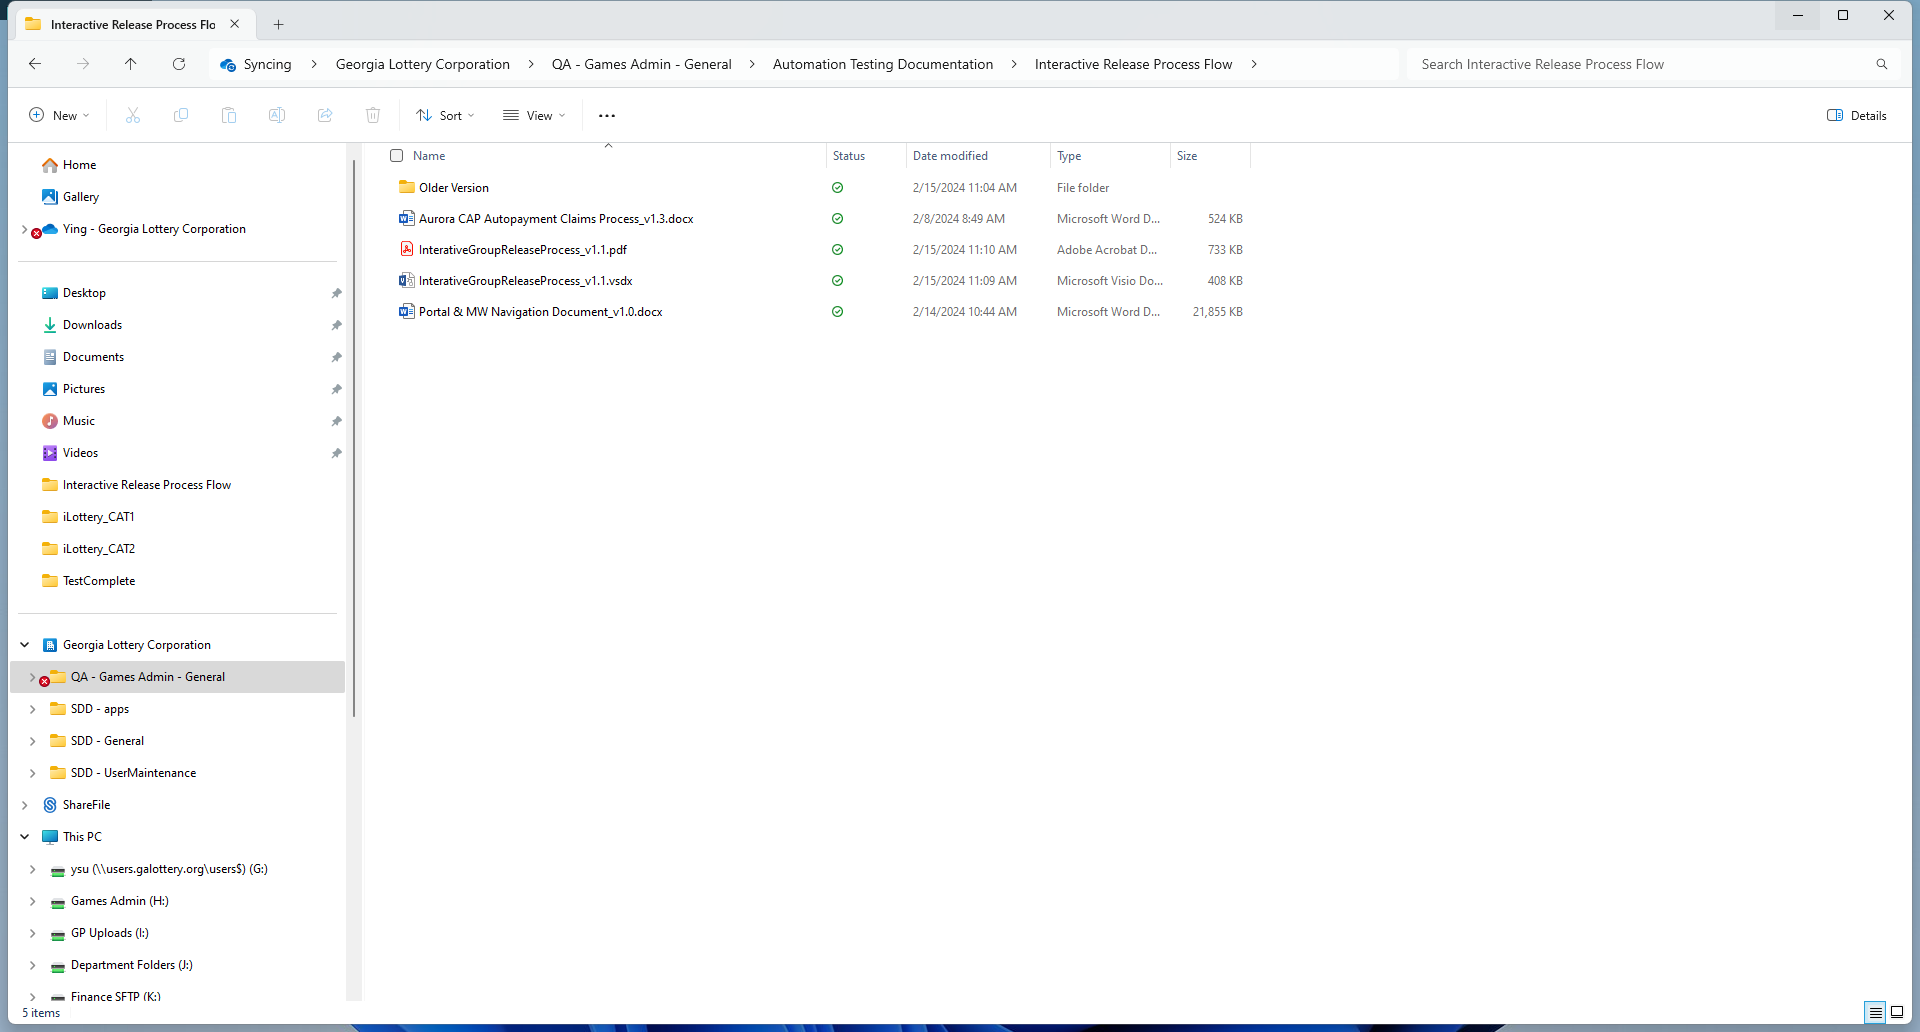 Interactive Release Process Flo
Syncing
Georgia Lottery Corporation
QA - Games Admin - General
Automation Testing Documentation
Interactive Release Process Flow
Search Interactive Release Process Flow
New
Sort
View
Details
Home
Gallery
Ying - Georgia Lottery Corporation
Desktop
Downloads
Documents
Pictures
Music
Videos
Interactive Release Process Flow
iLottery_CAT1
iLottery_CAT2
TestComplete
Georgia Lottery Corporation
QA - Games Admin - General
SDD - apps
SDD - General
SDD - UserMaintenance
ShareFile
This PC
ysu (\\users.galottery.org\users$) (G:)
Games Admin (H:)
GP Uploads (I:)
Department Folders (J:)
Finance SFTP (K:)
Name Status Date modified Type Size
Older Version 2/15/2024 11:04 AM File folder
Aurora CAP Autopayment Claims Process_v1.3.docx 2/8/2024 8:49 AM Microsoft Word D... 524 KB
InterativeGroupReleaseProcess_v1.1.pdf 2/15/2024 11:10 AM Adobe Acrobat D... 733 KB
InterativeGroupReleaseProcess_v1.1.vsdx 2/15/2024 11:09 AM Microsoft Visio Do... 408 KB
Portal & MW Navigation Document_v1.0.docx 2/14/2024 10:44 AM Microsoft Word D... 21,855 KB
5 items